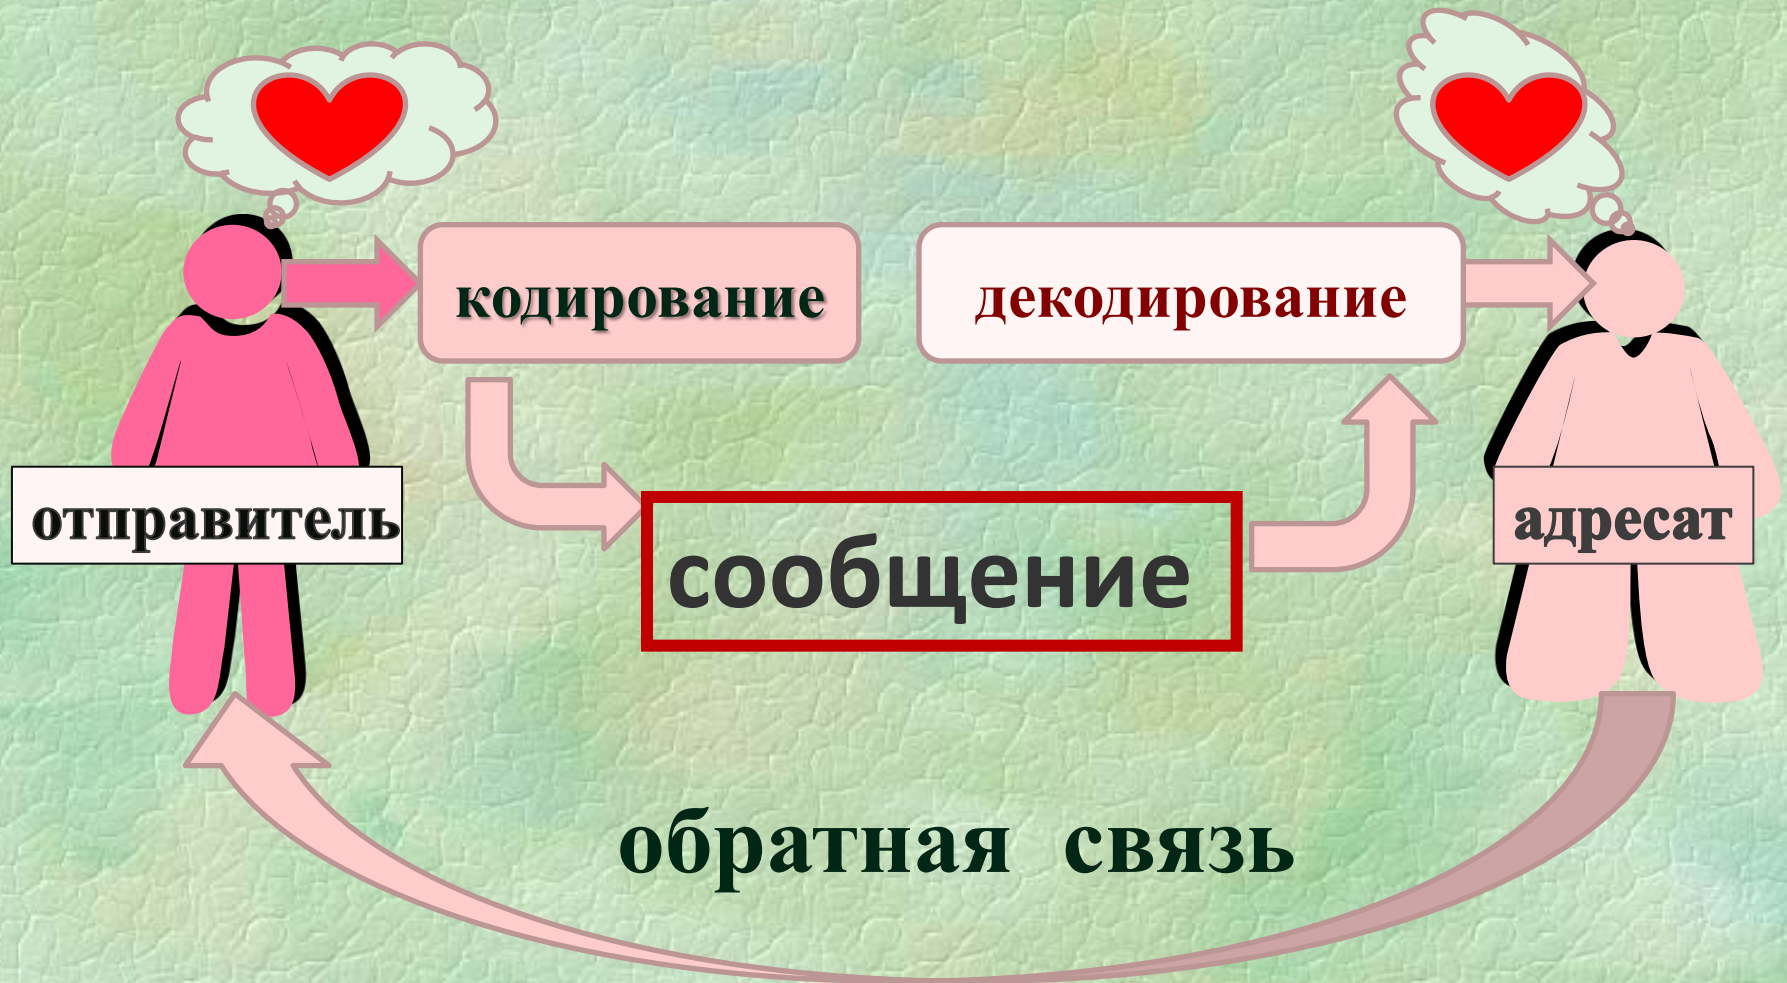 кодирование
декодирование
отправитель
сообщение
адресат
обратная связь